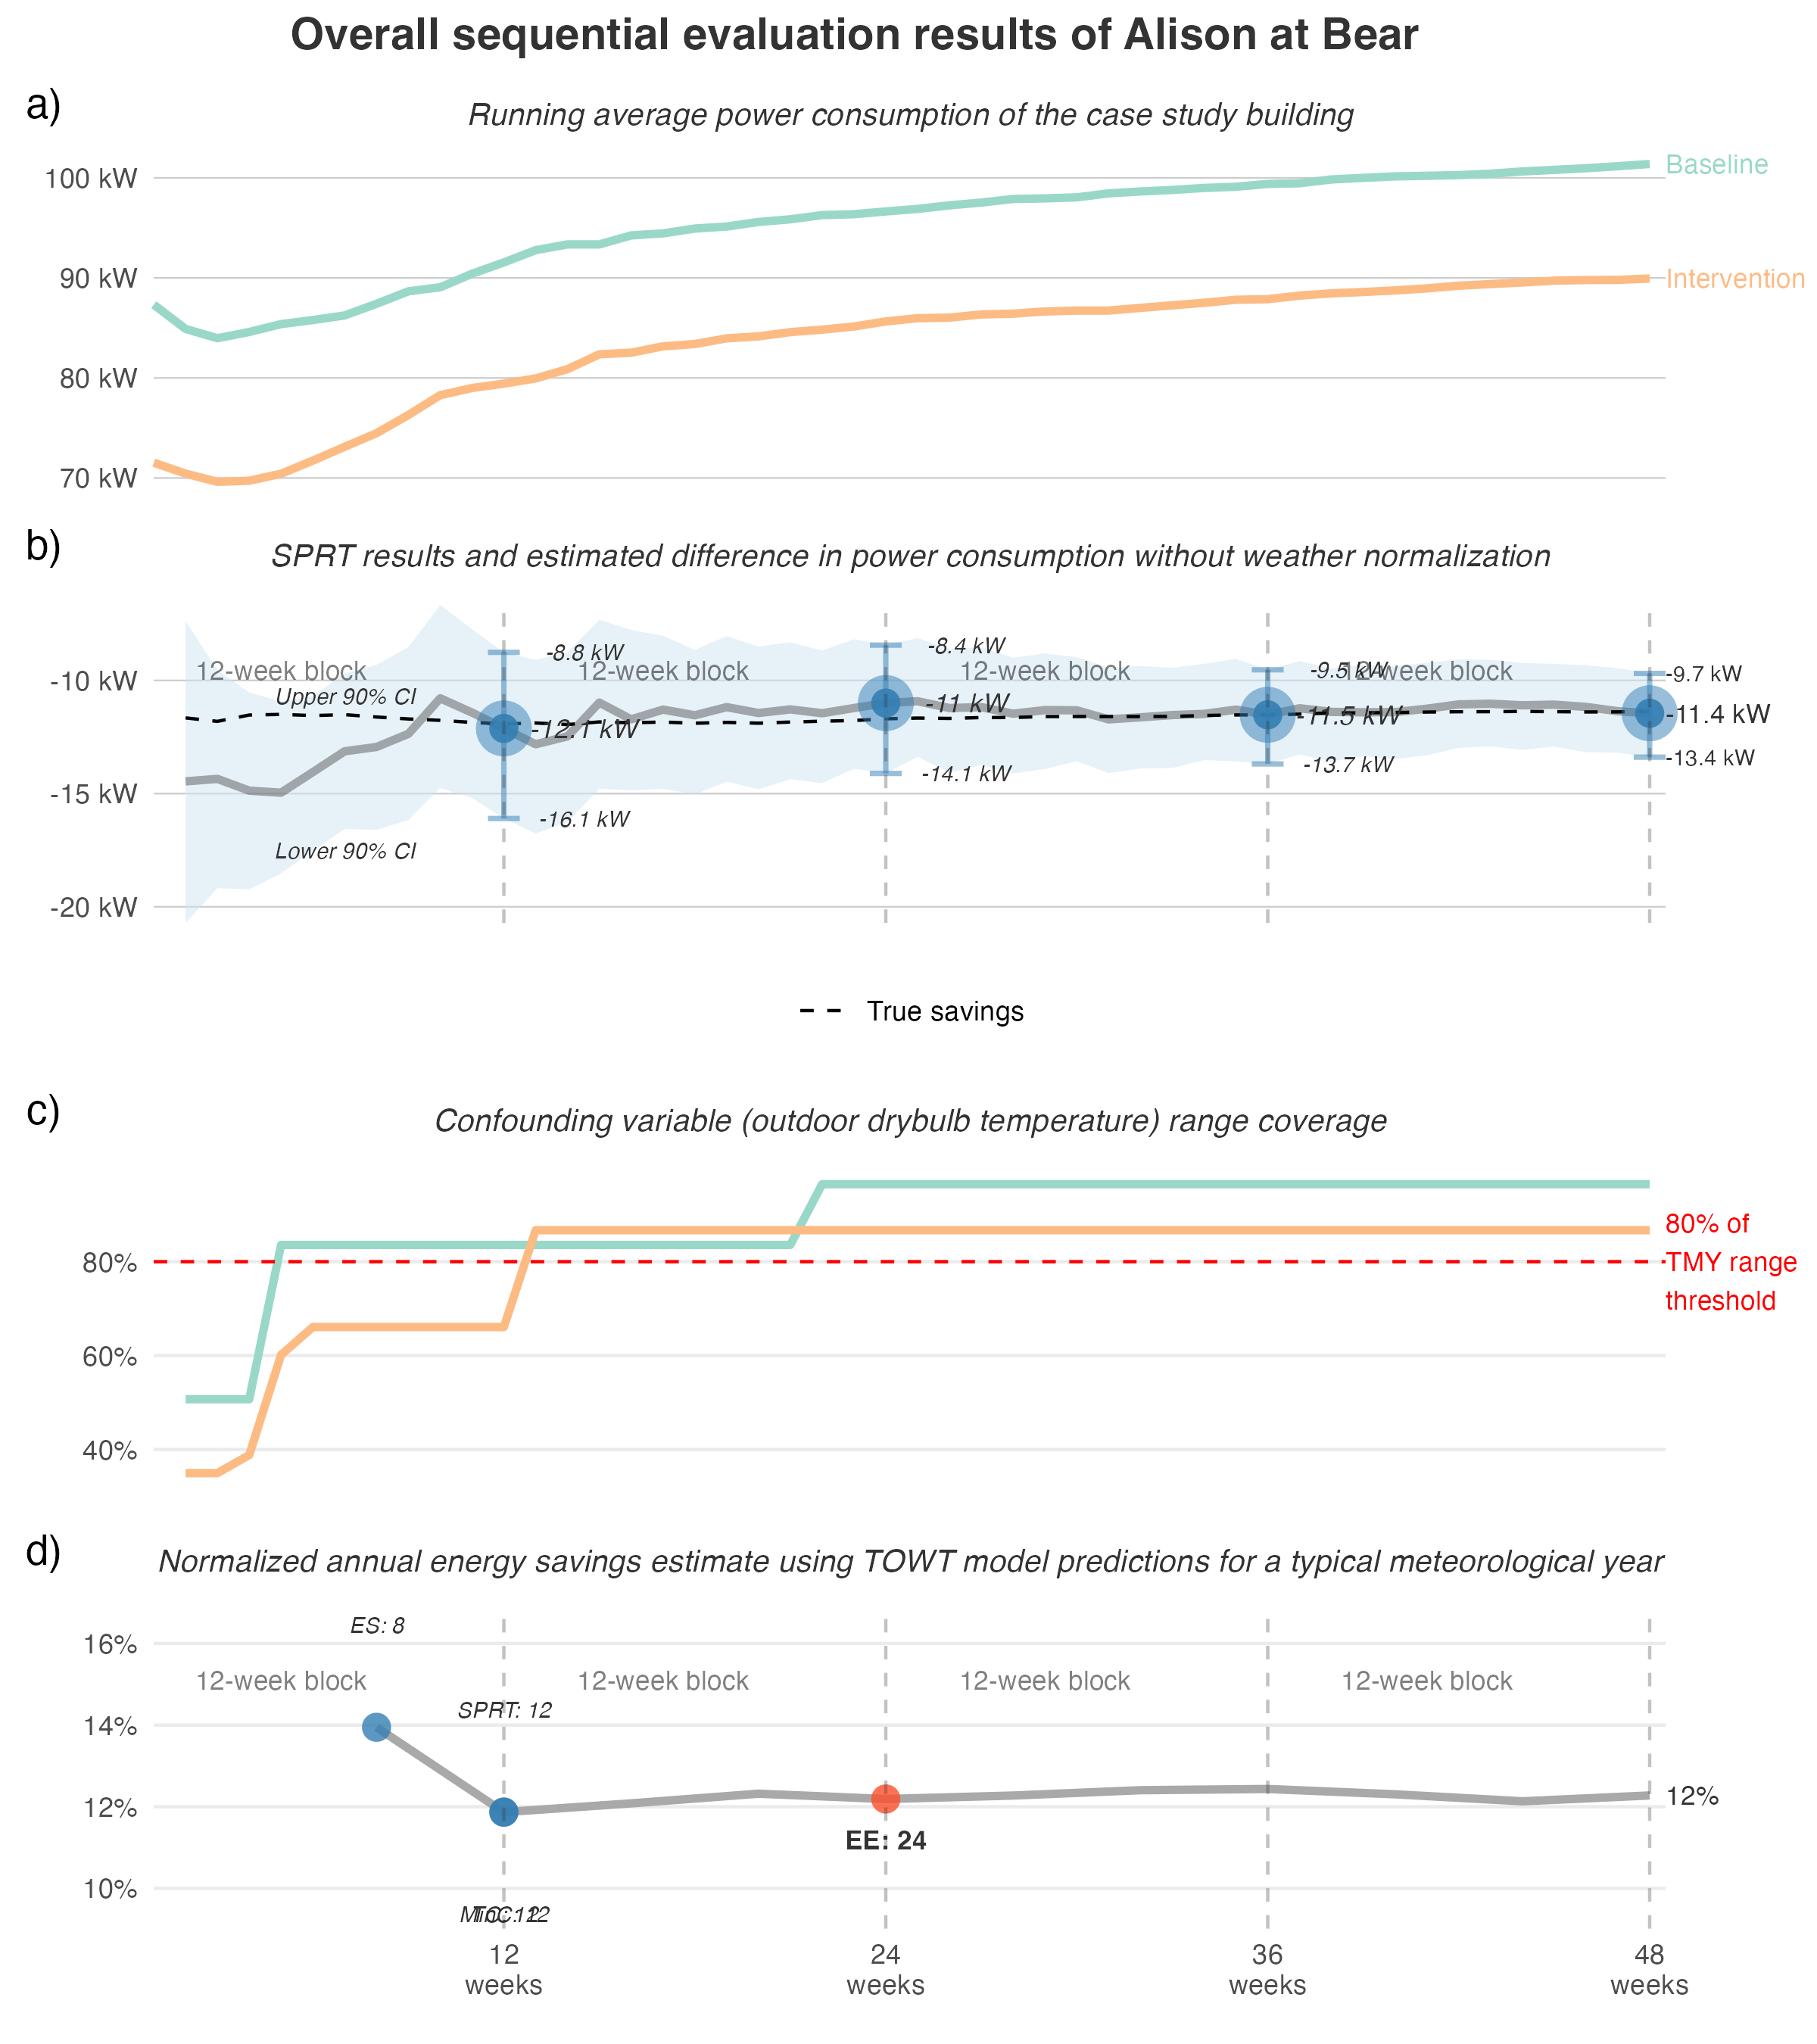 Overall sequential evaluation results of Alison at Bear
a)
Running average power consumption of the case study building
100 kW
90 kW
80 kW
70 kW
Baseline
Intervention
b)
SPRT results and estimated difference in power consumption without weather normalization
-10 kW
-15 kW
-20 kW
12-week block
12-week block
12-week block
12-week block
Upper 90% CI
Lower 90% CI
-8.8 kW
-12.1 kW
-16.1 kW
-8.4 kW
-11 kW
-14.1 kW
-9.5 kW
-11.5 kW
-13.7 kW
-9.7 kW
-11.4 kW
-13.4 kW
True savings
c)
Confounding variable (outdoor drybulb temperature) range coverage
80%
60%
40%
80% of
TMY range
threshold
d)
Normalized annual energy savings estimate using TOWT model predictions for a typical meteorological year
16%
14%
12%
10%
ES: 8
12-week block
12-week block
12-week block
12-week block
SPRT: 12
EE: 24
12%
12
weeks
24
weeks
36
weeks
48
weeks